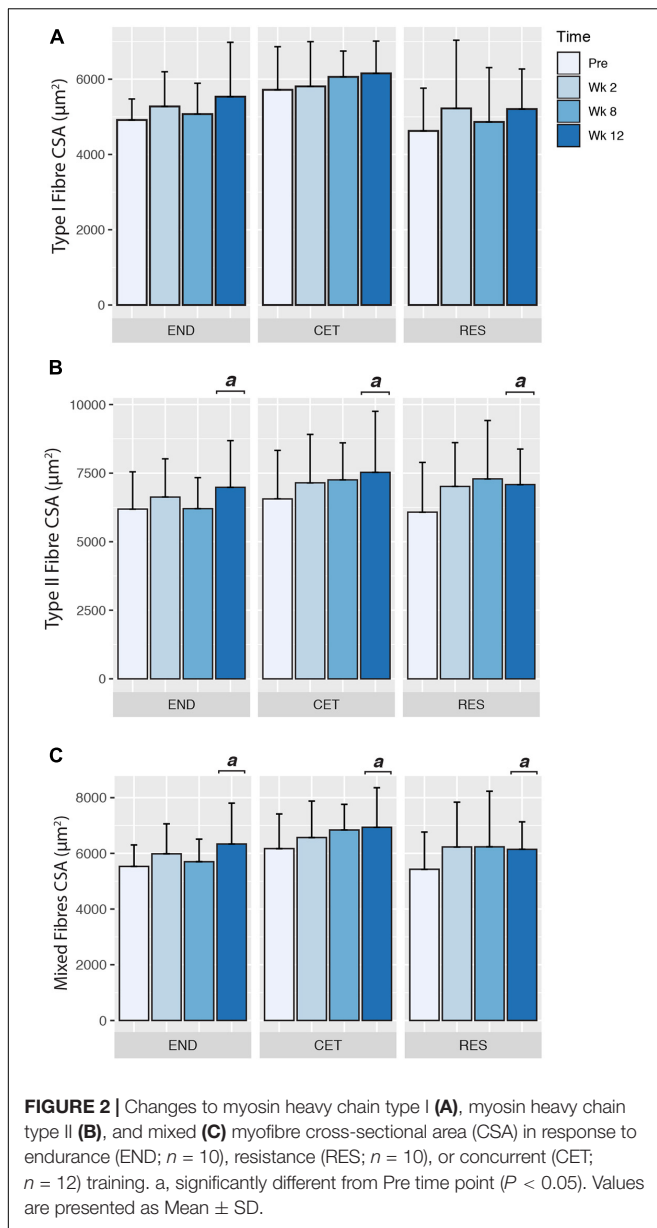 A
Type I Fibre CSA (µm²)
6000
4000
2000
0
END
CET
RES
Time
Pre
Wk 2
Wk 8
Wk 12
B
a
a
a
Type II Fibre CSA (µm²)
10000
7500
5000
2500
0
END
CET
RES
C
a
a
a
Mixed Fibres CSA (µm²)
8000
6000
4000
2000
0
END
CET
RES
FIGURE 2 | Changes to myosin heavy chain type I (A), myosin heavy chain
type II (B), and mixed (C) myofibre cross-sectional area (CSA) in response to
endurance (END; n = 10), resistance (RES; n = 10), or concurrent (CET;
n = 12) training. a, significantly different from Pre time point (P < 0.05). Values
are presented as Mean ± SD.